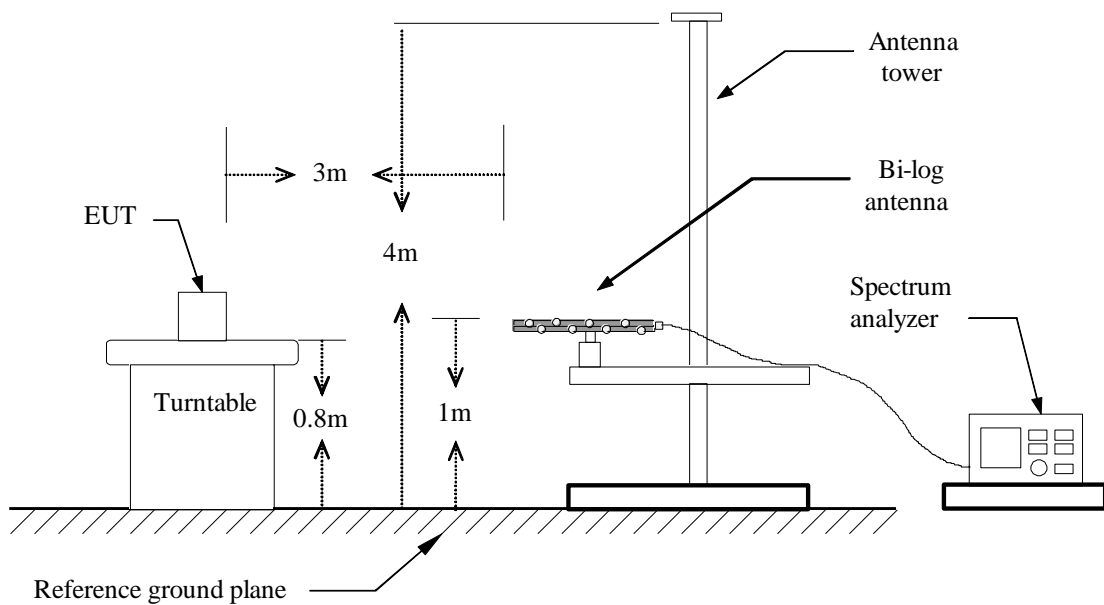 Antenna
tower
3m
Bi-log
antenna
EUT
4m
Spectrum
analyzer
Turntable
0.8m
1m
Reference ground plane